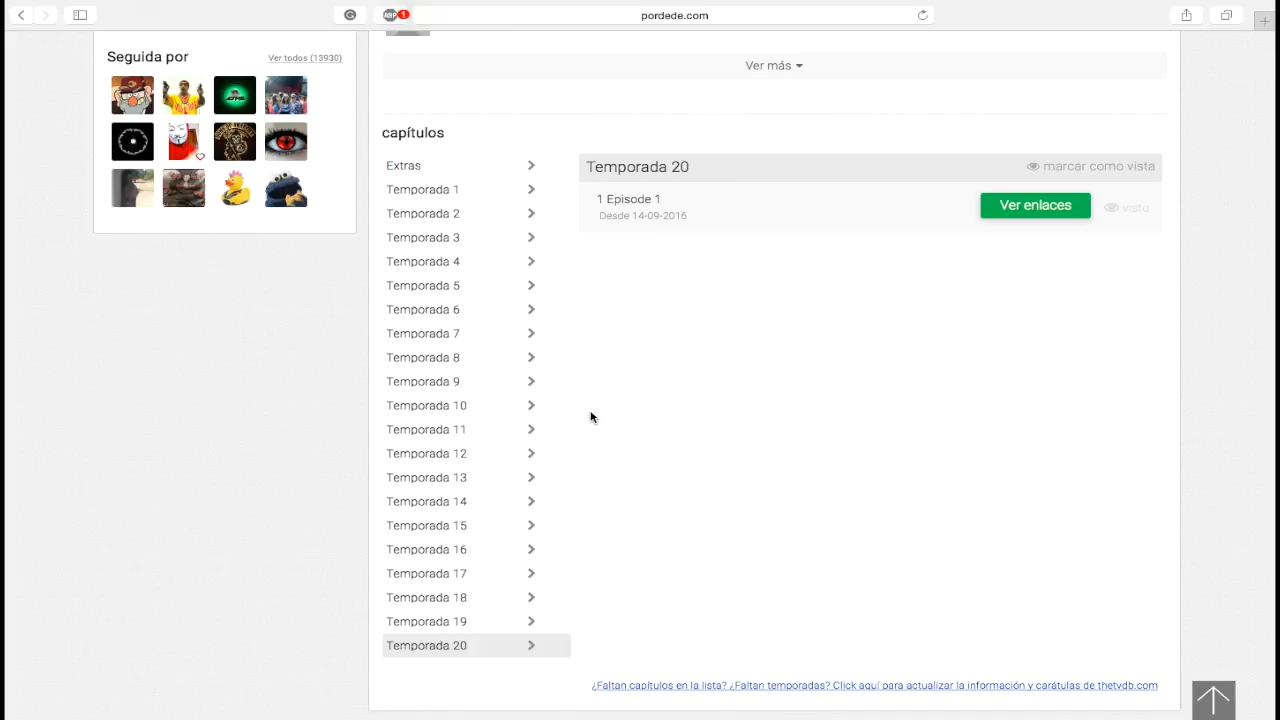 ABP 1
pordede.com
Seguida por
Ver todos (13930)
Ver más
capítulos
Extras
Temporada 1
Temporada 2
Temporada 3
Temporada 4
Temporada 5
Temporada 6
Temporada 7
Temporada 8
Temporada 9
Temporada 10
Temporada 11
Temporada 12
Temporada 13
Temporada 14
Temporada 15
Temporada 16
Temporada 17
Temporada 18
Temporada 19
Temporada 20
Temporada 20 marcar como vista
1 Episode 1
Desde 14-09-2016
Ver enlaces
visto
¿Faltan capítulos en la lista? ¿Faltan temporadas? Click aquí para actualizar la información y carátulas de thetvdb.com